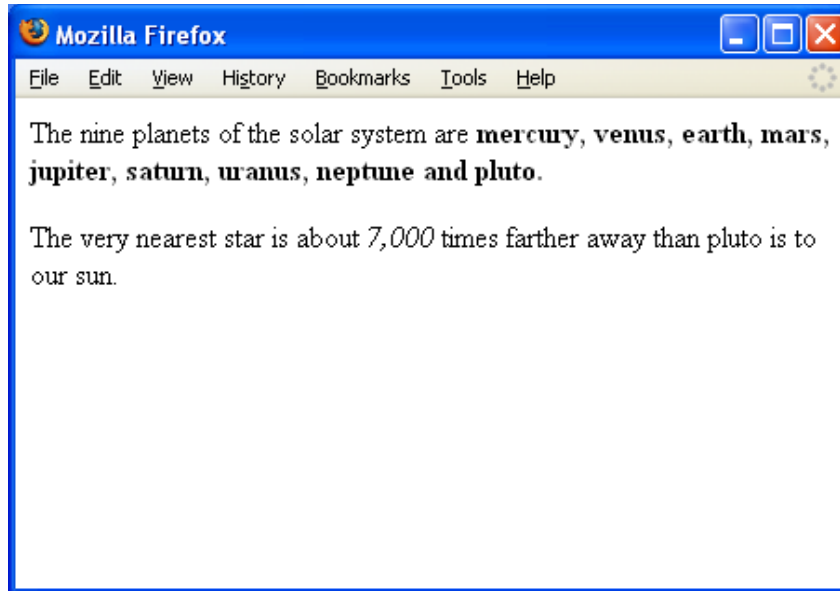 Mozilla Firefox
File Edit View History Bookmarks Tools Help
The nine planets of the solar system are mercury, venus, earth, mars,
jupiter, saturn, uranus, neptune and pluto.
The very nearest star is about 7,000 times farther away than pluto is to
our sun.